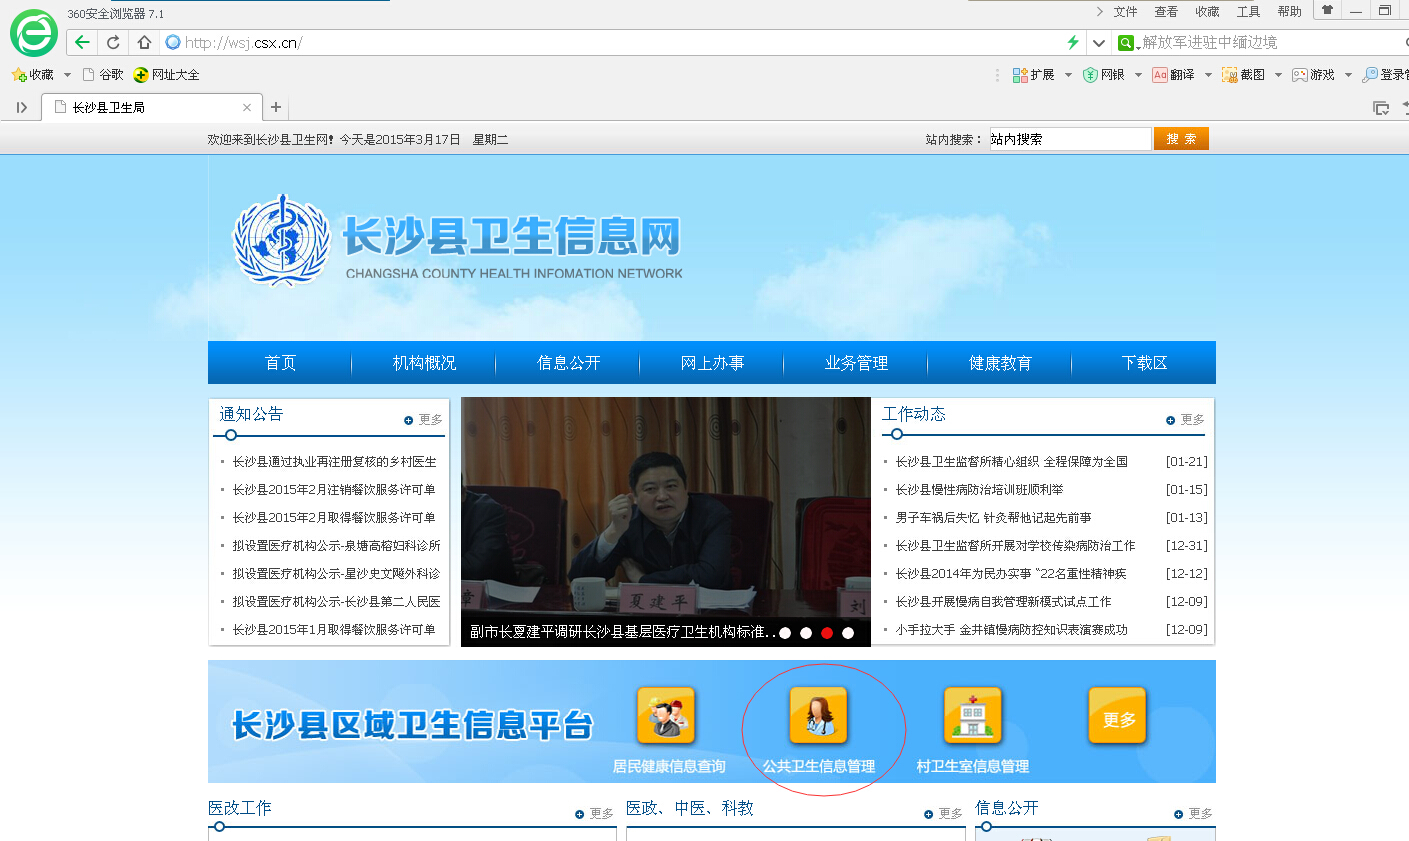 360安全浏览器 7.1
文件 查看 收藏 工具 帮助
http://wsj.csx.cn/
解放军进驻中缅边境
收藏 谷歌 网址大全
扩展 网银 翻译 截图 游戏 登录管
长沙县卫生局
欢迎来到长沙县卫生网! 今天是2015年3月17日 星期二
站内搜索： 站内搜索 搜 索
长沙县卫生信息网
CHANGSHA COUNTY HEALTH INFOMATION NETWORK
首页 机构概况 信息公开 网上办事 业务管理 健康教育 下载区
通知公告 更多
长沙县通过执业再注册复核的乡村医生
长沙县2015年2月注销餐饮服务许可单
长沙县2015年2月取得餐饮服务许可单
拟设置医疗机构公示-泉塘高榕妇科诊所
拟设置医疗机构公示-星沙史文飚外科诊
拟设置医疗机构公示-长沙县第二人民医
长沙县2015年1月取得餐饮服务许可单
章
夏建平
刘
副市长夏建平调研长沙县基层医疗卫生机构标准..
工作动态 更多
长沙县卫生监督所精心组织 全程保障为全国 [01-21]
长沙县慢性病防治培训班顺利举 [01-15]
男子车祸后失忆 针灸帮他记起先前事 [01-13]
长沙县卫生监督所开展对学校传染病防治工作 [12-31]
长沙县2014年为民办实事 “22名重性精神疾 [12-12]
长沙县开展慢病自我管理新模式试点工作 [12-09]
小手拉大手 金井镇慢病防控知识表演赛成功 [12-09]
长沙县区域卫生信息平台
居民健康信息查询
公共卫生信息管理
村卫生室信息管理
更多
医改工作 更多
医政、中医、科教 更多
信息公开 更多